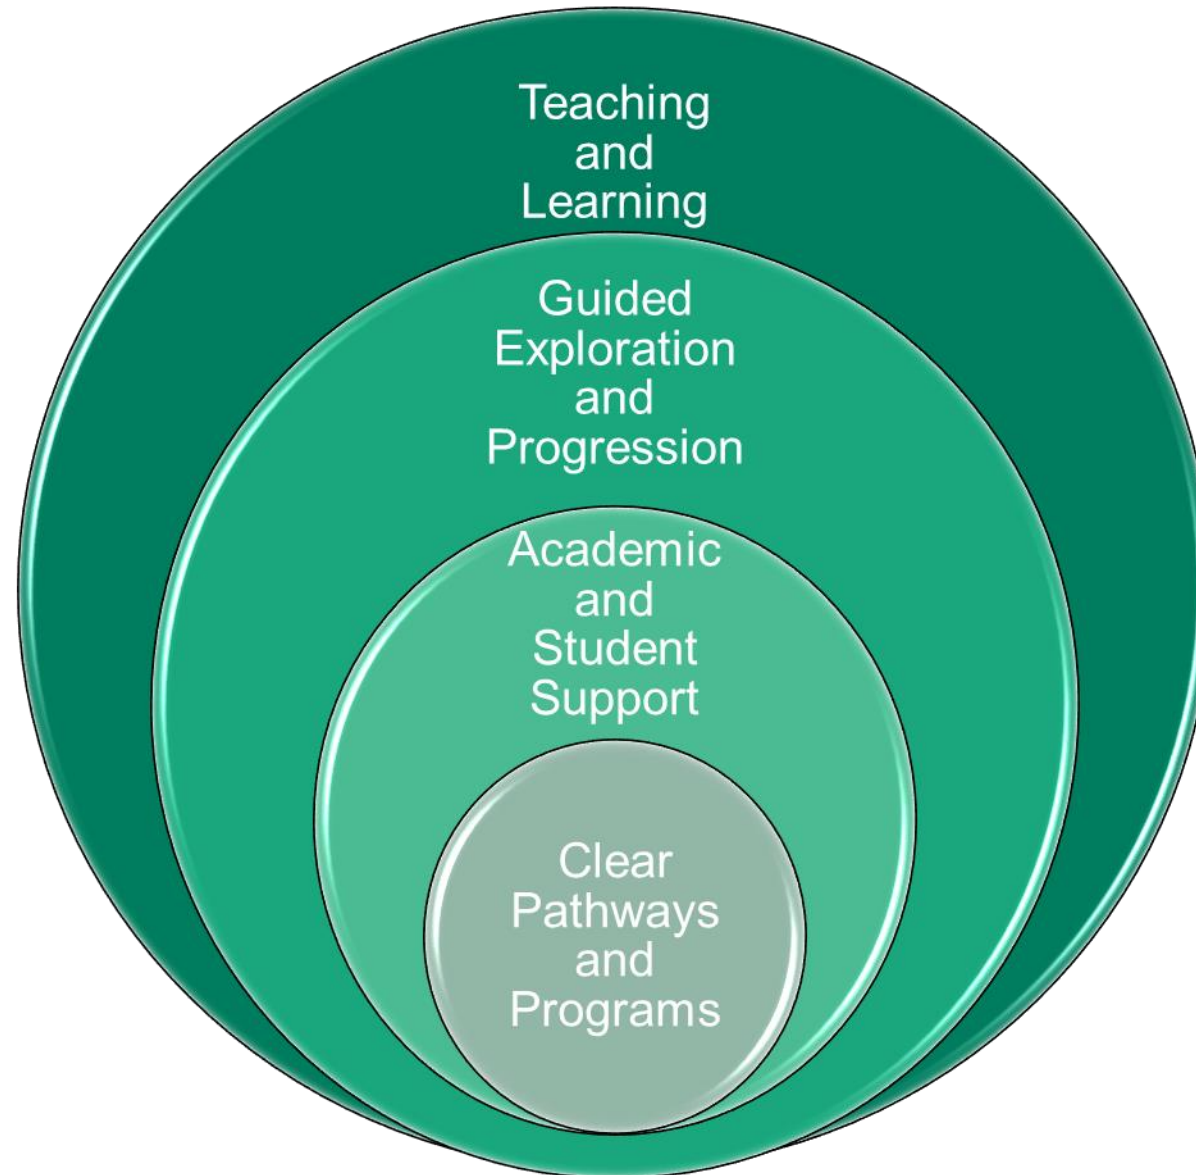 Teaching
and
Learning
Guided
Exploration
and
Progression
Academic
and
Student
Support
Clear
Pathways
and
Programs